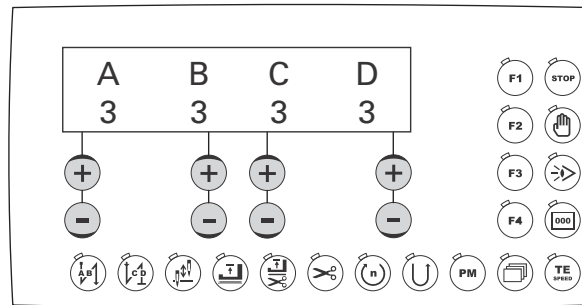 A B C D
3 3 3 3
F1 STOP
F2
F3
F4 000
A B C D n PM TE
SPEED